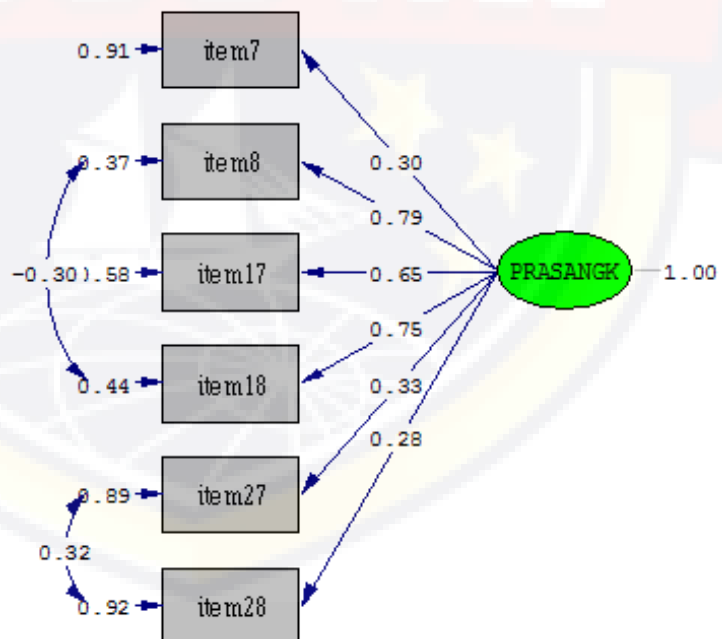 0.91 item7
0.30
0.37 item8
0.79
-0.30 0.58 item17 0.65 PRASANGK 1.00
0.75
0.44 item18 0.33
0.28
0.89 item27
0.32
0.92 item28